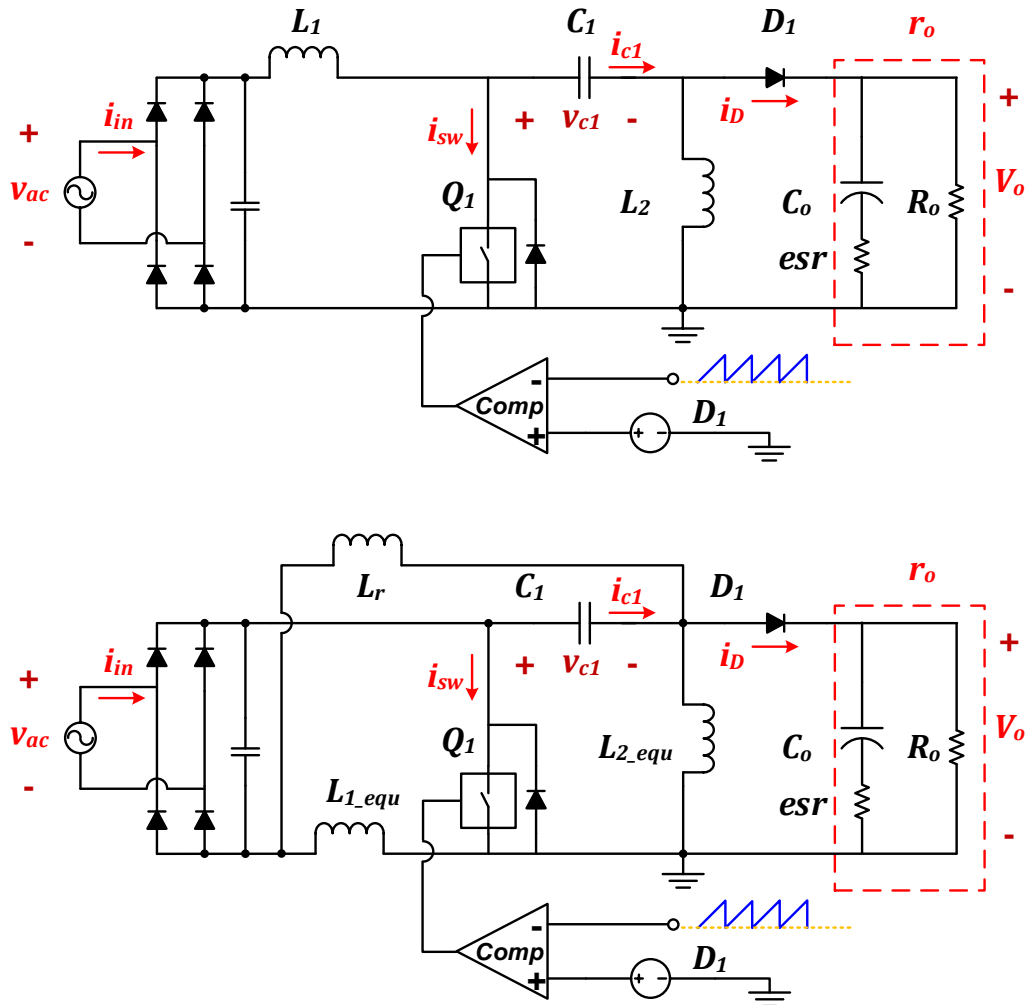 L1 C1 ic1 D1 ro
iin + vac - isw + vc1 - iD + Vo -
Q1 L2 Co Ro
esr
Comp - + D1 + -
Lr C1 ic1 D1 ro
iin + vac - isw + vc1 - iD + Vo -
Q1 L2_equ Co Ro
L1_equ esr
Comp - + D1 + -